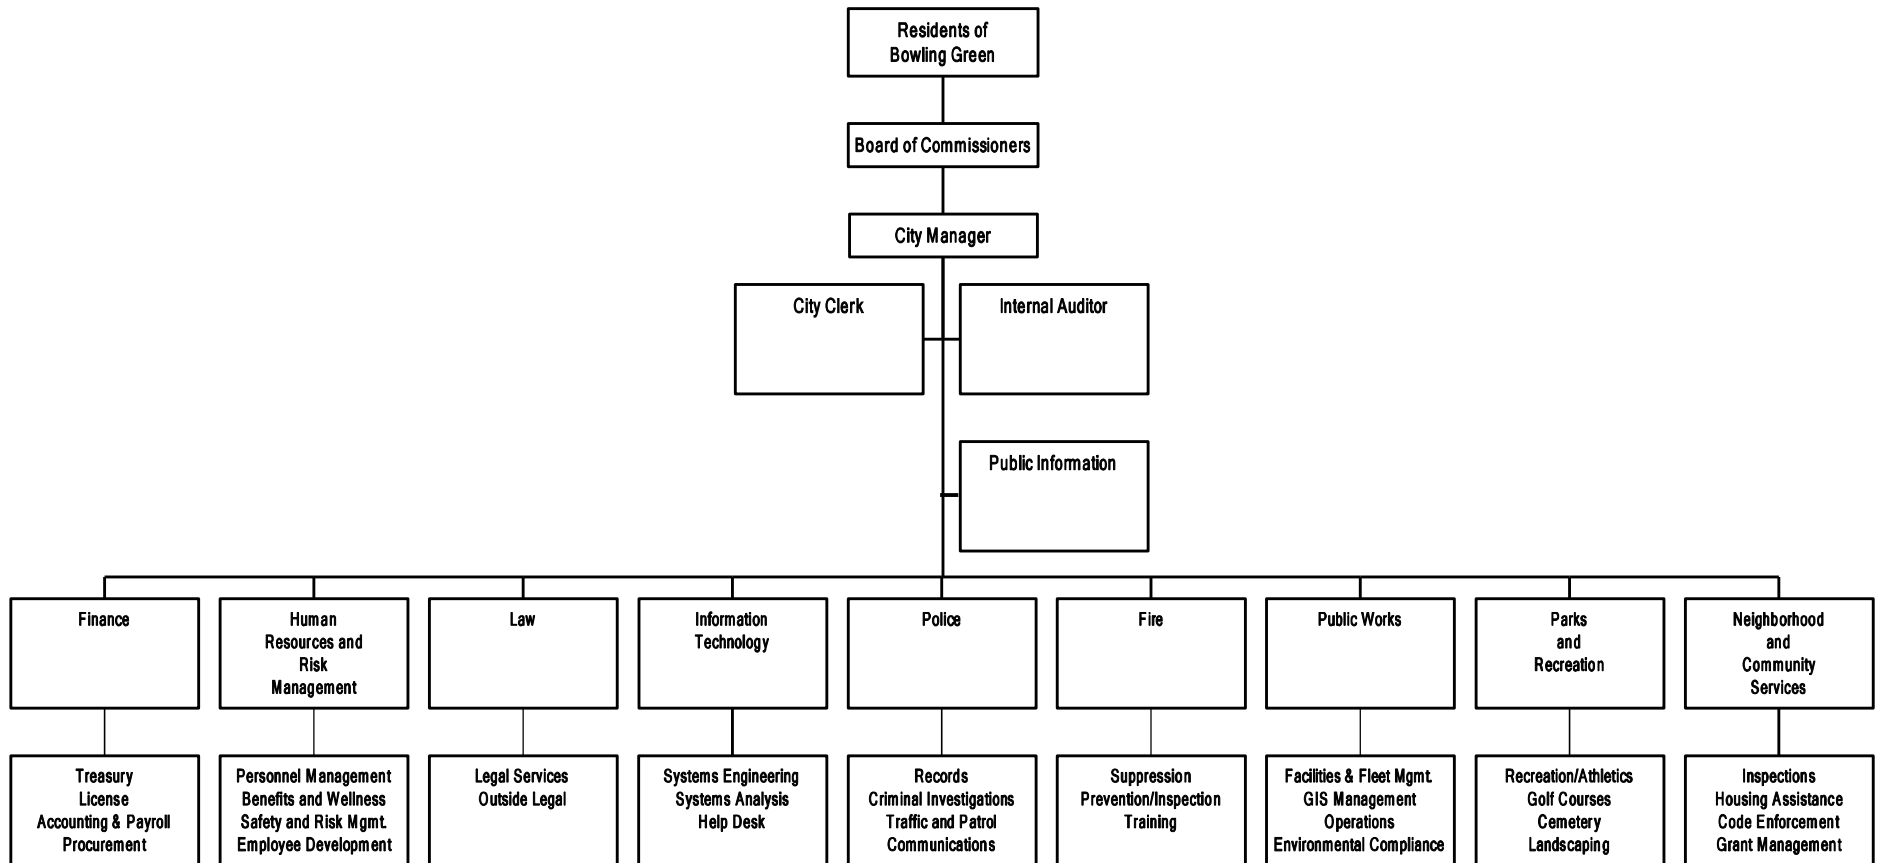 Residents of
Bowling Green
Board of Commissioners
City Manager
City Clerk
Internal Auditor
Public Information
Finance
Human
Resources and
Risk
Management
Law
Information
Technology
Police
Fire
Public Works
Parks
and
Recreation
Neighborhood
and
Community
Services
Treasury
License
Accounting & Payroll
Procurement
Personnel Management
Benefits and Wellness
Safety and Risk Mgmt.
Employee Development
Legal Services
Outside Legal
Systems Engineering
Systems Analysis
Help Desk
Records
Criminal Investigations
Traffic and Patrol
Communications
Suppression
Prevention/Inspection
Training
Facilities & Fleet Mgmt.
GIS Management
Operations
Environmental Compliance
Recreation/Athletics
Golf Courses
Cemetery
Landscaping
Inspections
Housing Assistance
Code Enforcement
Grant Management